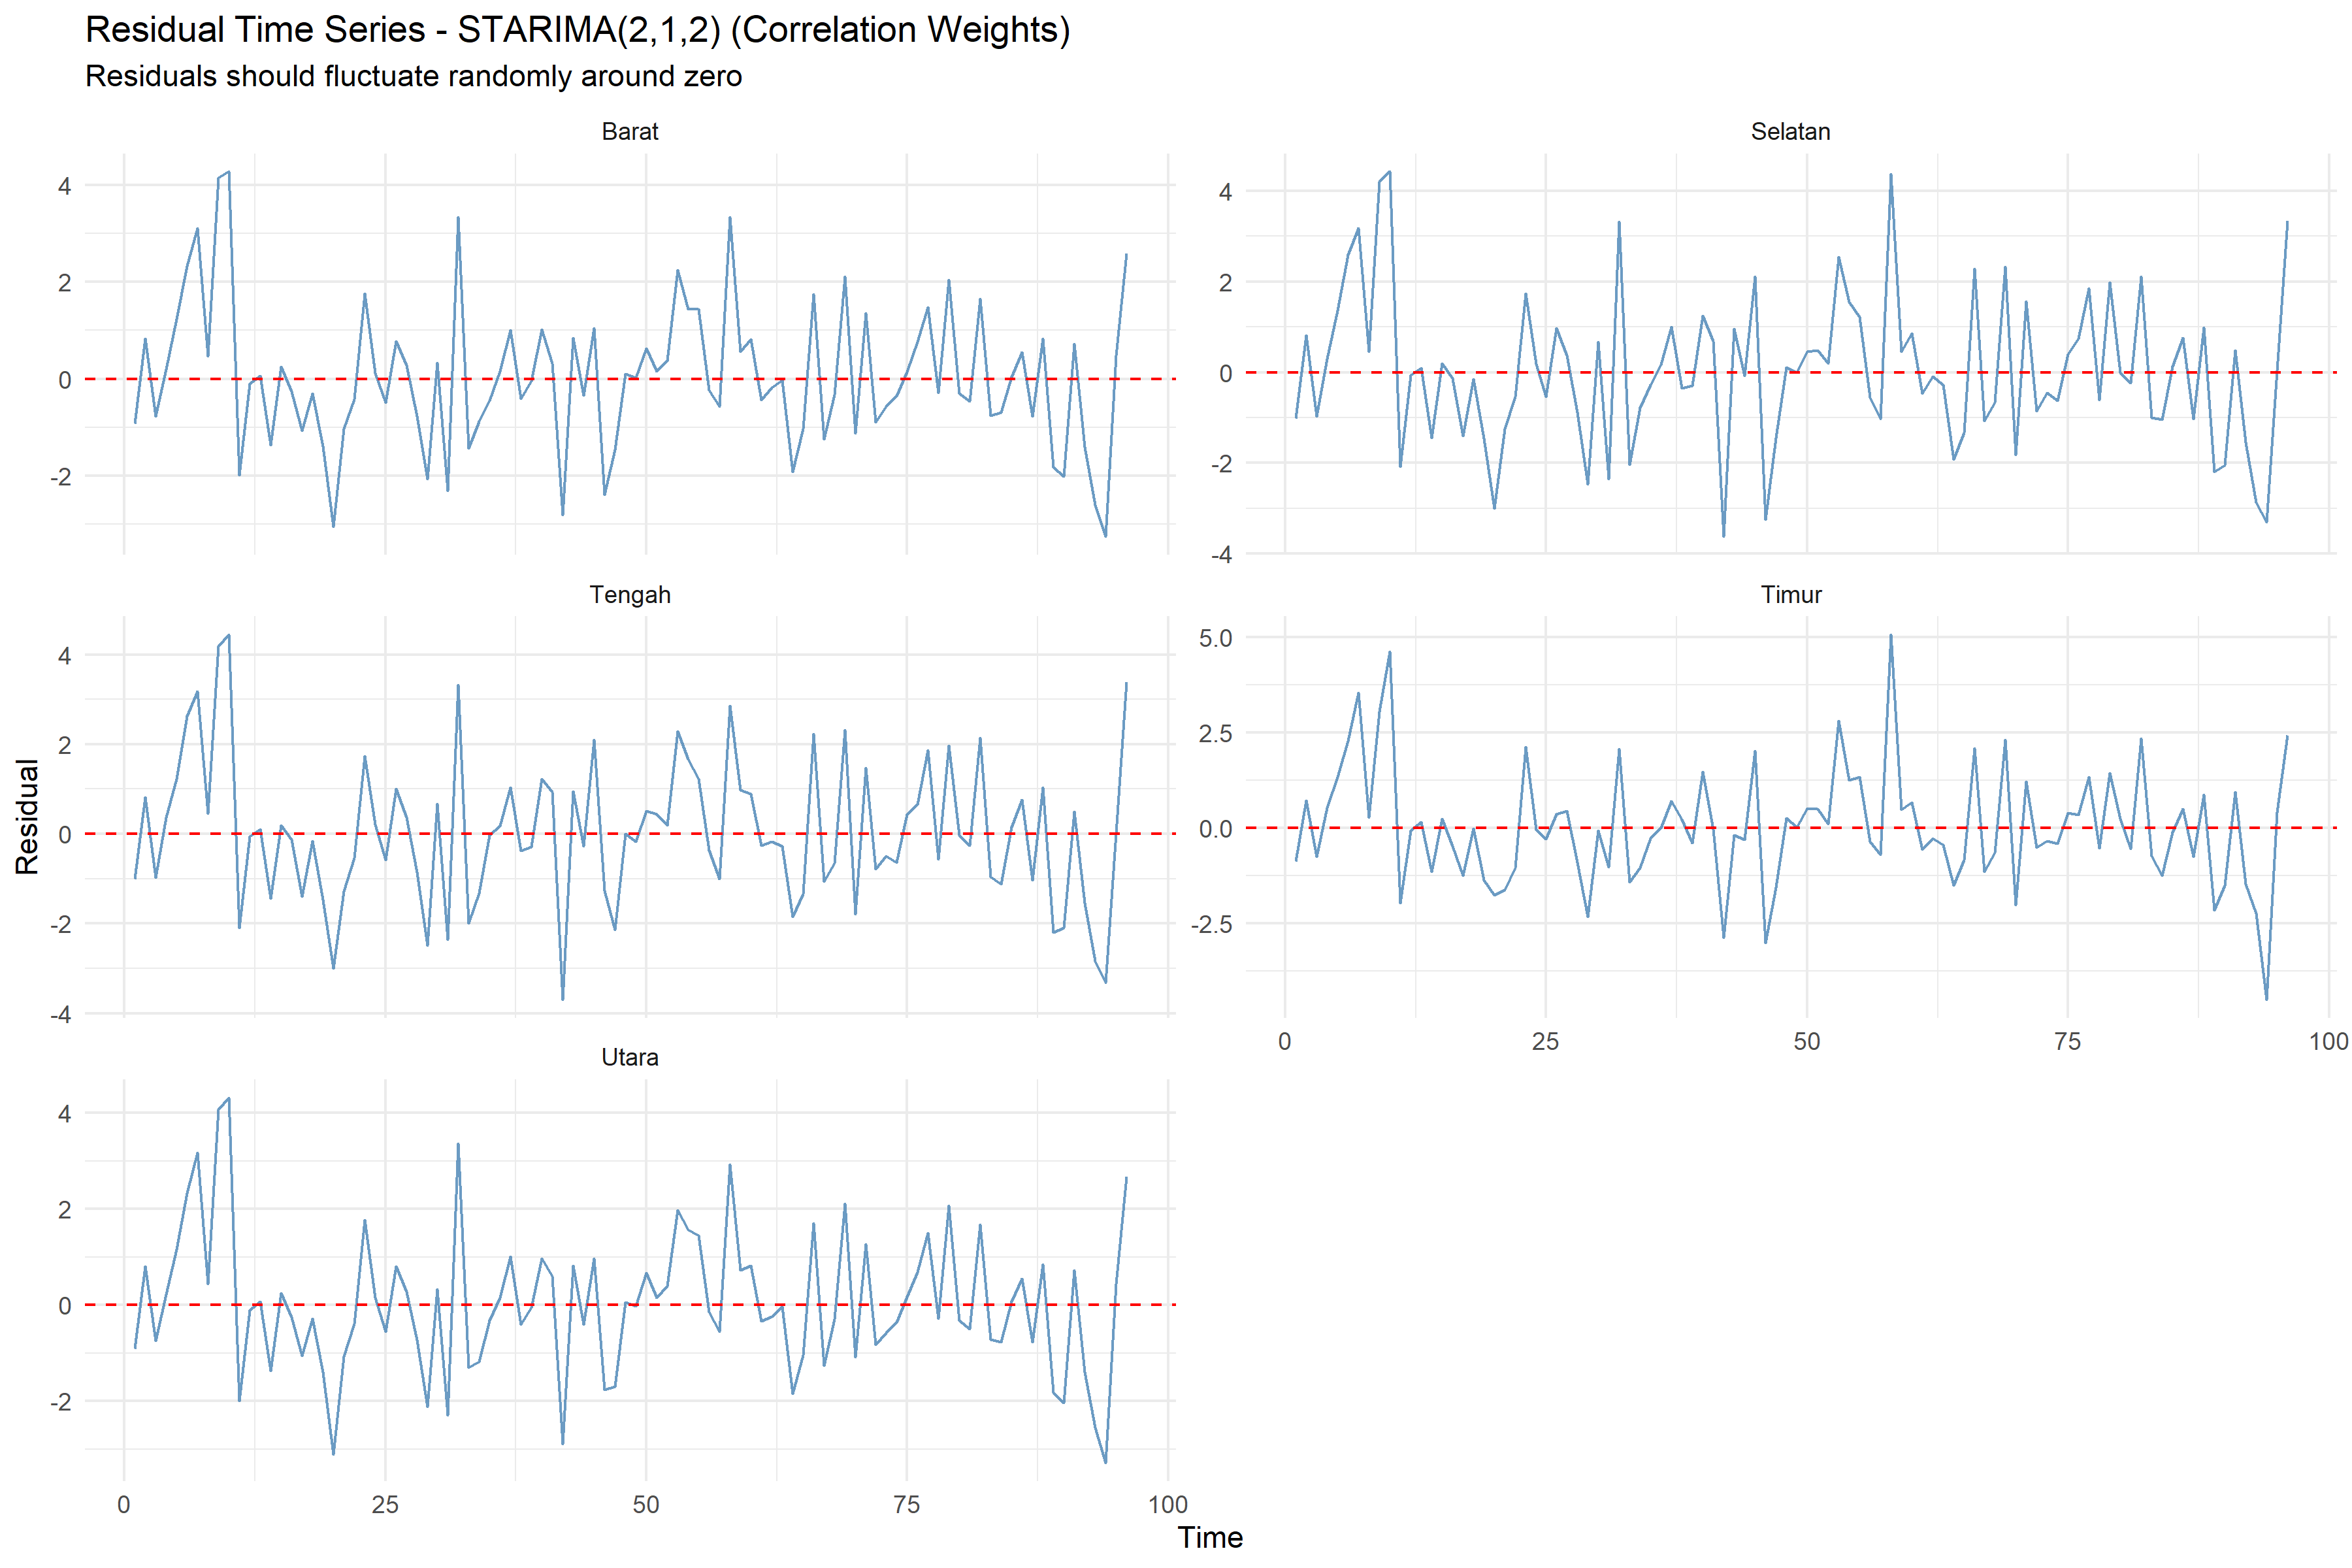 Residual Time Series - STARIMA(2,1,2) (Correlation Weights)
Residuals should fluctuate randomly around zero
Barat
4
2
0
-2
Selatan
4
2
0
-2
-4
Tengah
4
2
0
-2
-4
Timur
5.0
2.5
0.0
-2.5
0 25 50 75 100
Utara
4
2
0
-2
0 25 50 75 100
Residual
Time